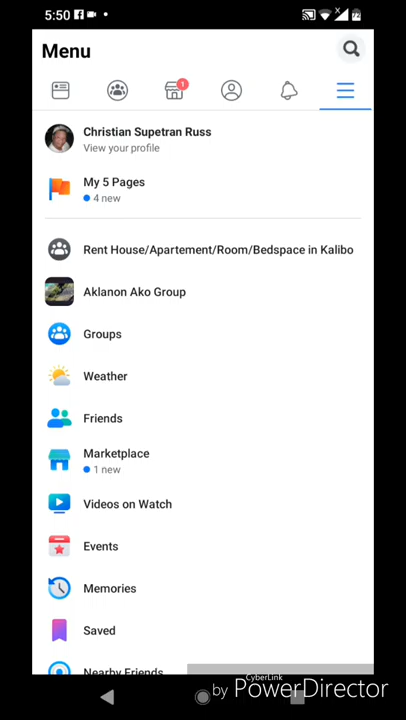 5:50
x
72
Menu
1
Christian Supetran Russ
View your profile
My 5 Pages
4 new
Rent House/Apartement/Room/Bedspace in Kalibo
Aklanon Ako Group
Groups
Weather
Friends
Marketplace
1 new
Videos on Watch
Events
Memories
Saved
Nearby Friends
CyberLink
by PowerDirector